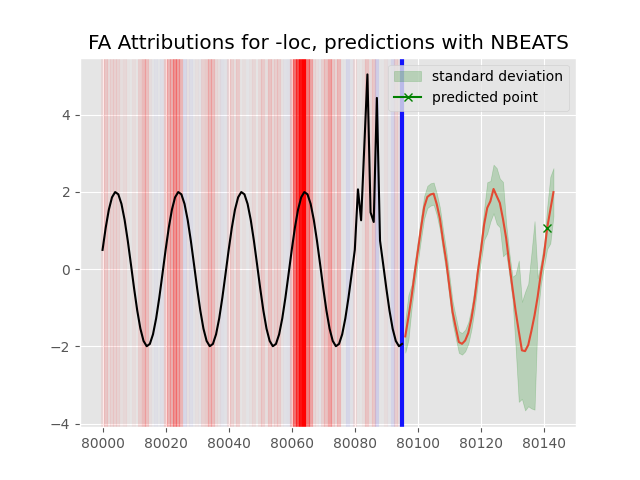 FA Attributions for -loc, predictions with NBEATS
standard deviation
predicted point
4
2
0
−2
−4
80000 80020 80040 80060 80080 80100 80120 80140